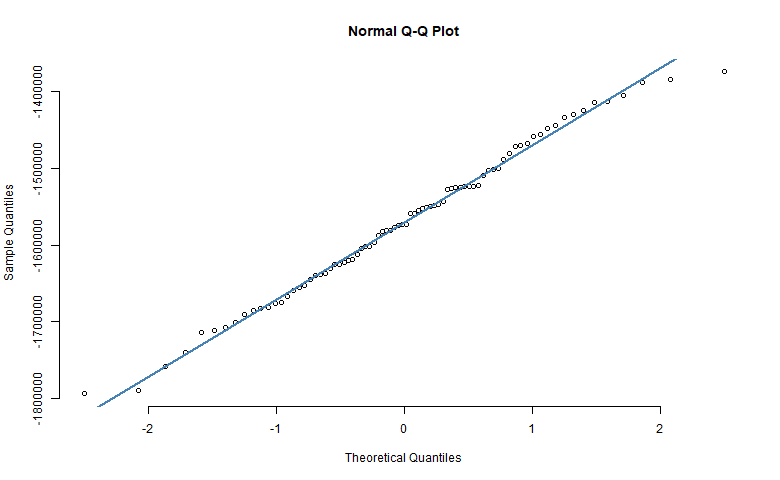 Normal Q-Q Plot
Sample Quantiles
-1400000
-1500000
-1600000
-1700000
-1800000
-2 -1 0 1 2
Theoretical Quantiles